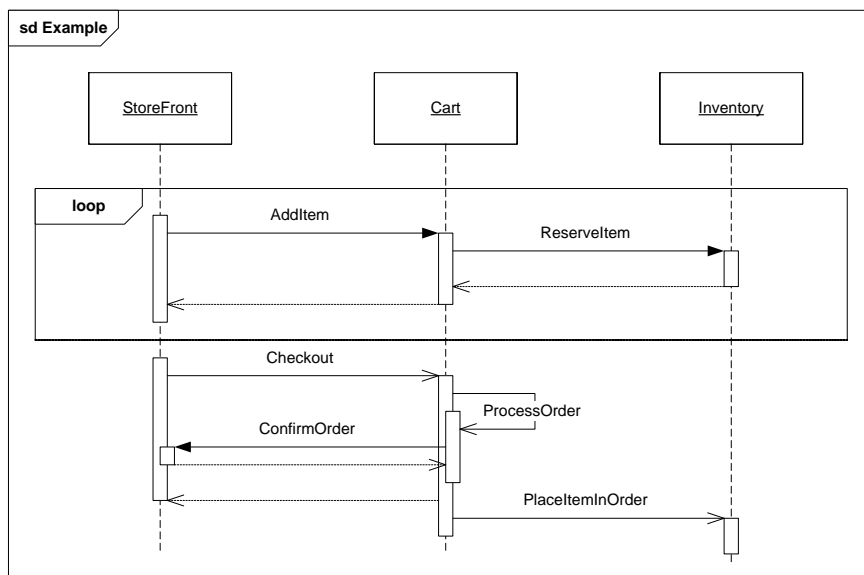 sd Example
StoreFront
Cart
Inventory
loop
AddItem
ReserveItem
Checkout
ProcessOrder
ConfirmOrder
PlaceItemInOrder